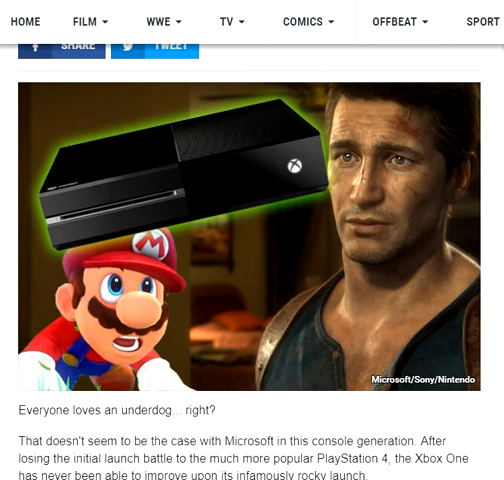 HOME FILM WWE TV COMICS OFFBEAT SPORT
SHARE TWEET
M
Microsoft/Sony/Nintendo
Everyone loves an underdog... right?
That doesn't seem to be the case with Microsoft in this console generation. After
losing the initial launch battle to the much more popular PlayStation 4, the Xbox One
has never been able to improve upon its infamously rocky launch.